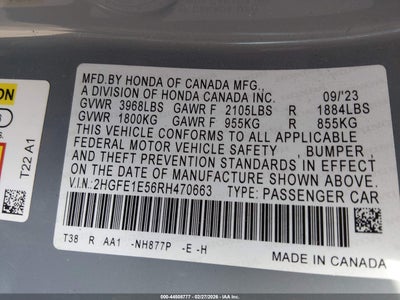 MFD.BY HONDA OF CANADA MFG.,
A DIVISION OF HONDA CANADA INC. 09/'23
GVWR 3968LBS GAWR F 2105LBS R 1884LBS
GVWR 1800KG GAWR F 955KG R 855KG
THIS VEHICLE CONFORMS TO ALL APPLICABLE
FEDERAL MOTOR VEHICLE SAFETY , BUMPER ,
AND THEFT PREVENTION STANDARDS IN EFFECT
ON THE DATE OF MANUFACTURE SHOWN ABOVE.
V.I.N:2HGFE1E56RH470663 TYPE: PASSENGER CAR
T38 R AA1 -NH877P -E -H
MADE IN CANADA
T22 A1
000-44608777 - 02/27/2026 - IAA Holdings, LLC